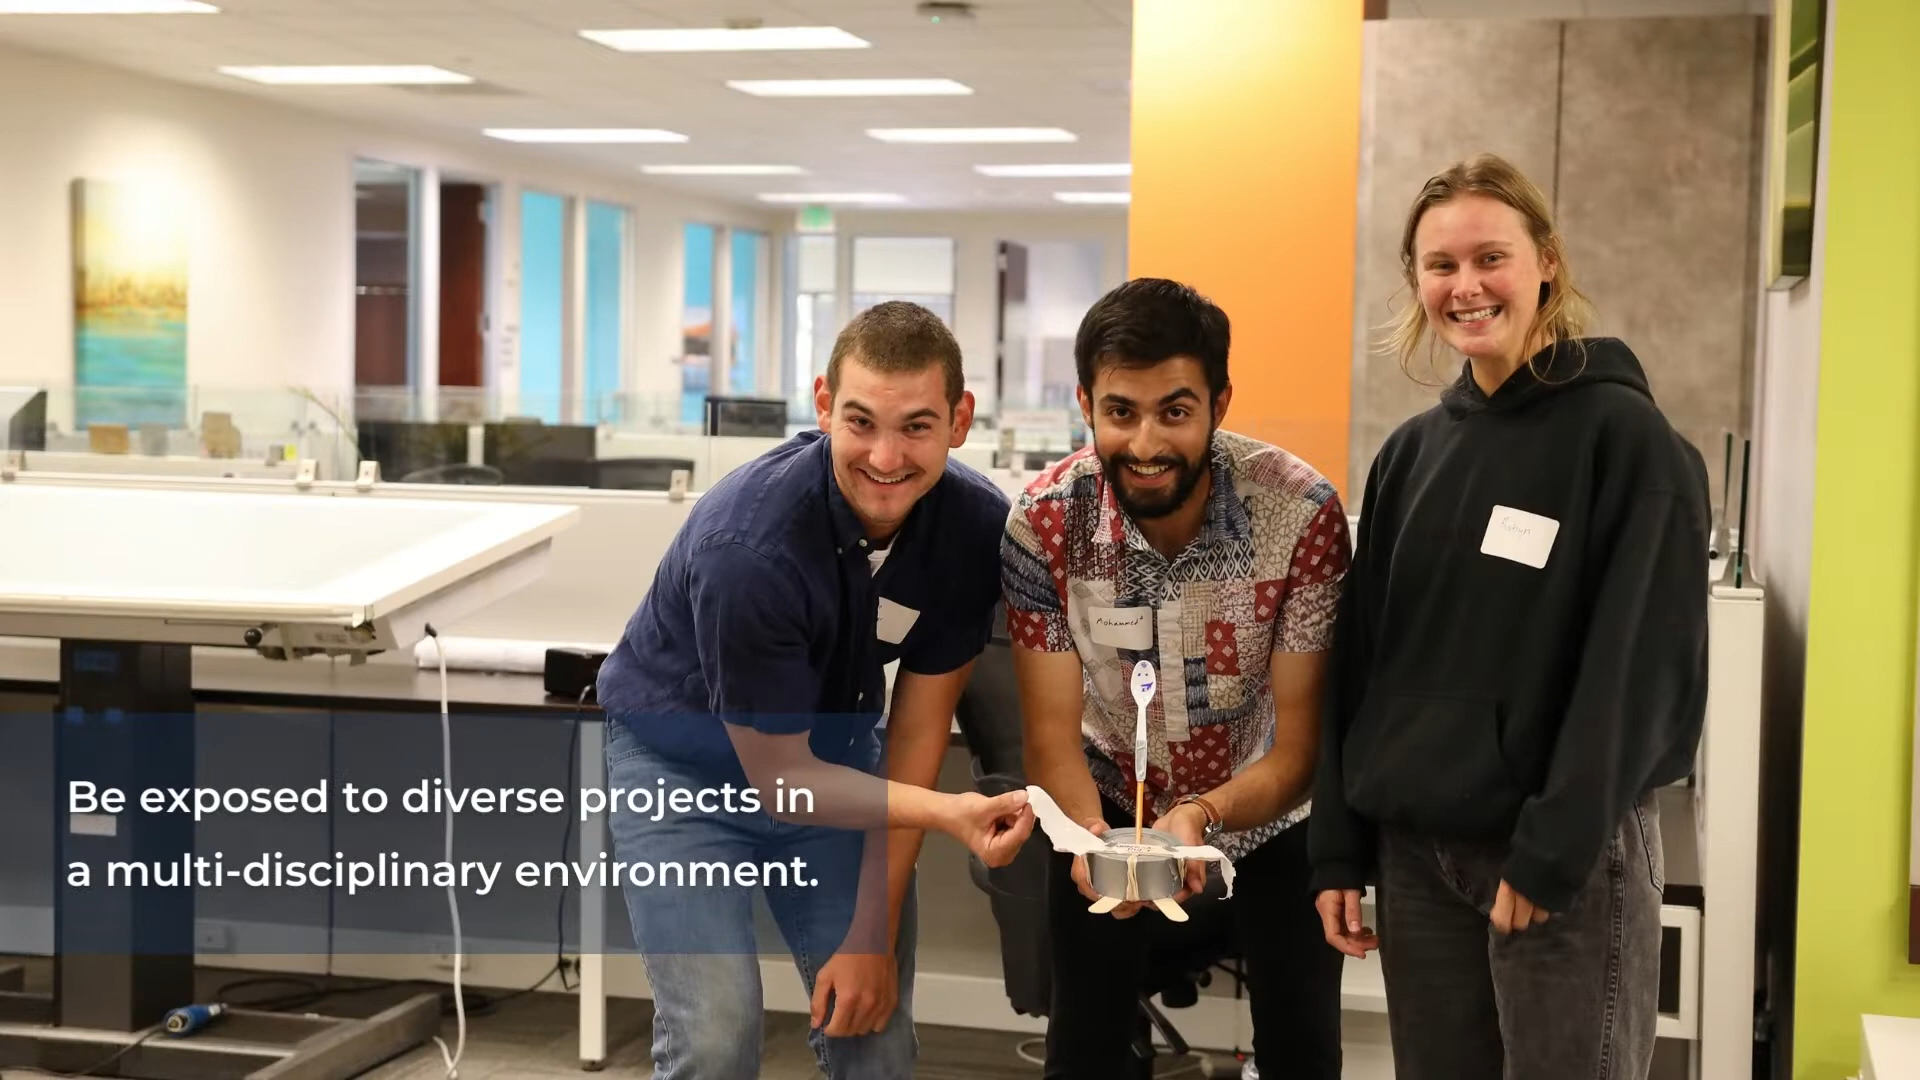 Mohammed
Be exposed to diverse projects in
a multi-disciplinary environment.